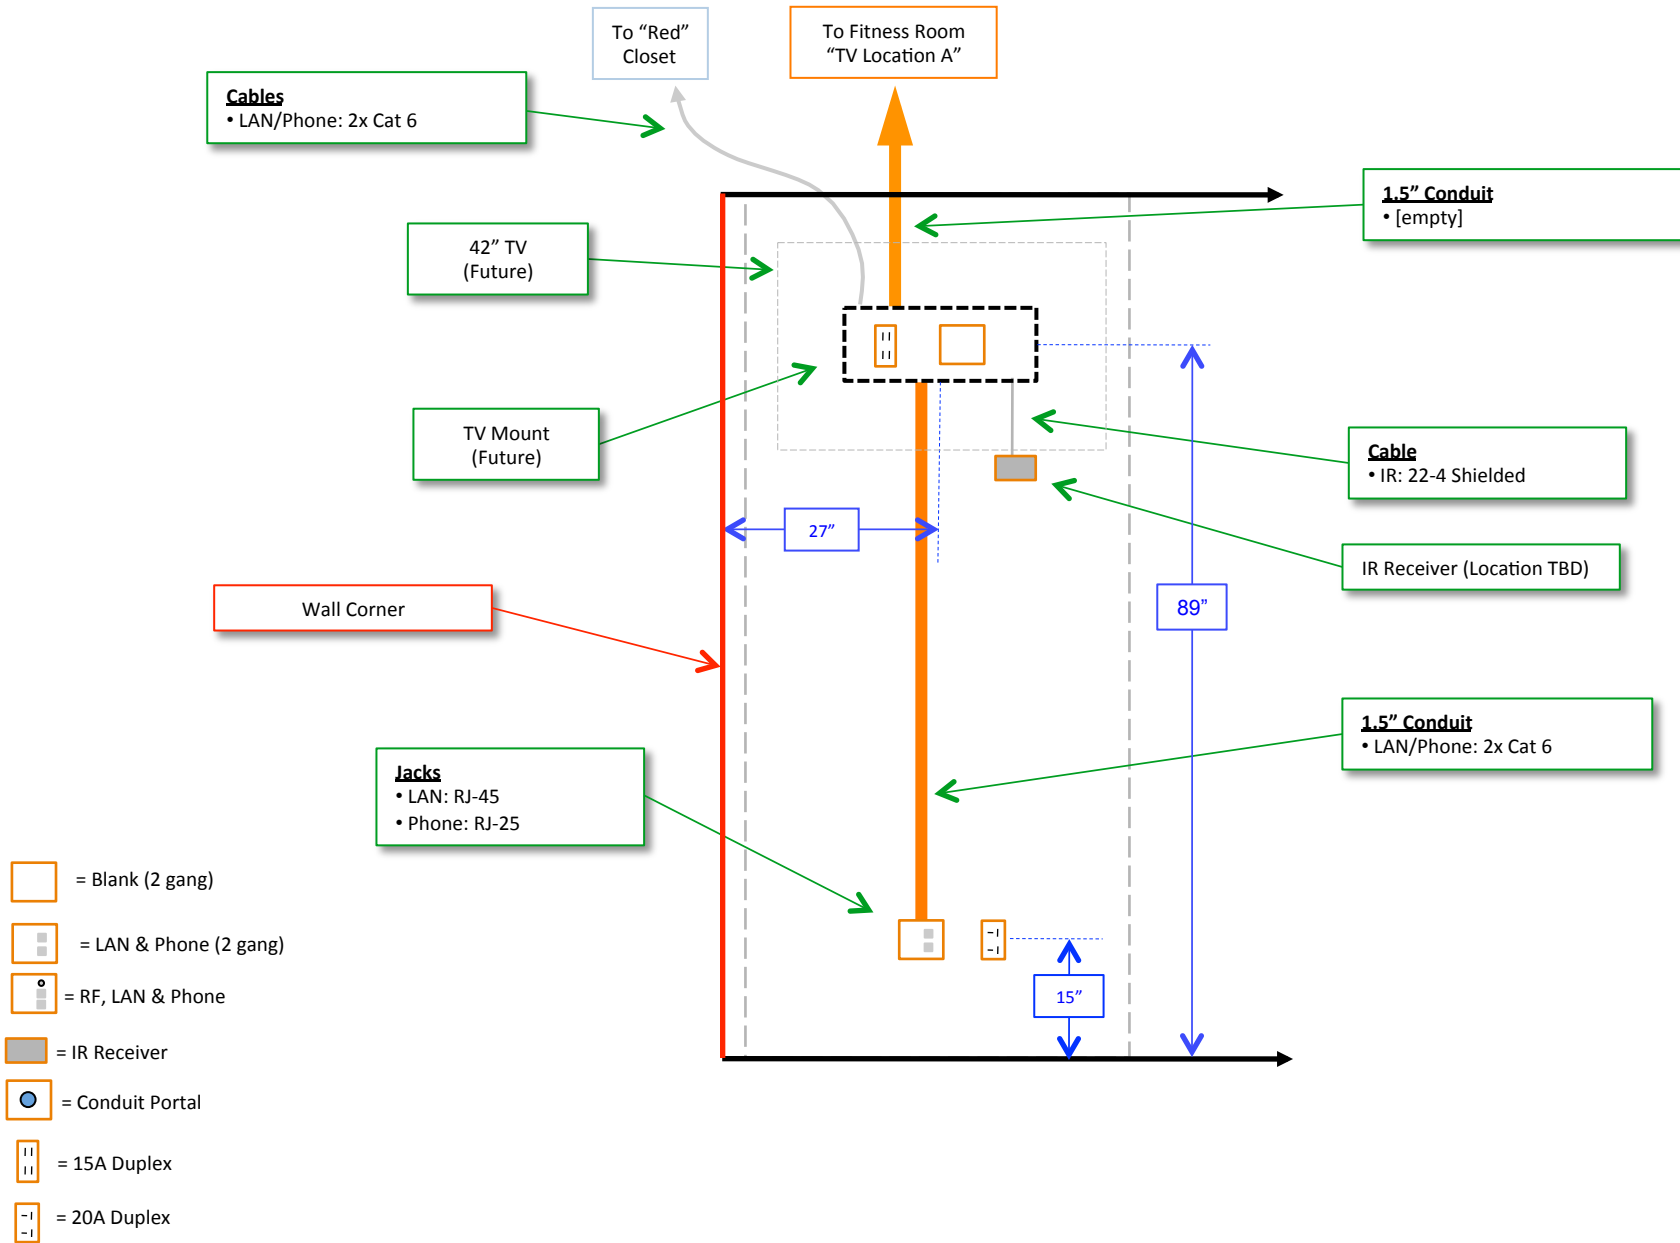 To “Red”
Closet
To Fitness Room
“TV Location A”
Cables
• LAN/Phone: 2x Cat 6
1.5” Conduit
• [empty]
42” TV
(Future)
TV Mount
(Future)
Cable
• IR: 22-4 Shielded
27”
IR Receiver (Location TBD)
Wall Corner
89”
1.5” Conduit
• LAN/Phone: 2x Cat 6
Jacks
• LAN: RJ-45
• Phone: RJ-25
= Blank (2 gang)
= LAN & Phone (2 gang)
= RF, LAN & Phone
15”
= IR Receiver
= Conduit Portal
= 15A Duplex
= 20A Duplex